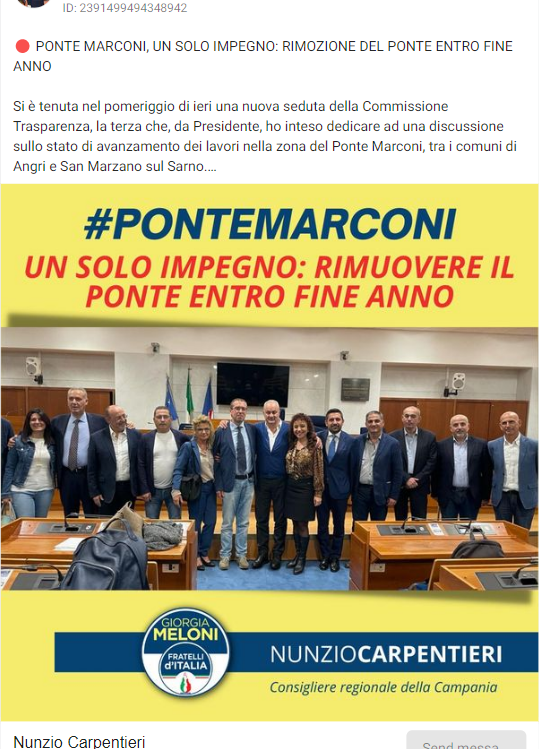 ID: 2391499494348942
🔴 PONTE MARCONI, UN SOLO IMPEGNO: RIMOZIONE DEL PONTE ENTRO FINE
ANNO
Si è tenuta nel pomeriggio di ieri una nuova seduta della Commissione
Trasparenza, la terza che, da Presidente, ho inteso dedicare ad una discussione
sullo stato di avanzamento dei lavori nella zona del Ponte Marconi, tra i comuni di
Angri e San Marzano sul Sarno....
#PONTEMARCONI
UN SOLO IMPEGNO: RIMUOVERE IL
PONTE ENTRO FINE ANNO
GIORGIA
MELONI
FRATELLI
d'ITALIA
NUNZIOCARPENTIERI
Consigliere regionale della Campania
Nunzio Carpentieri
Send messa